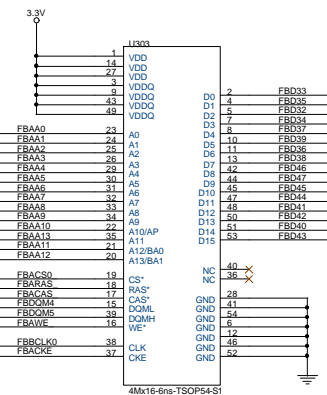 3.3V
U303
1 VDD
14 VDD
27 VDD
3 VDDQ
9 VDDQ
43 VDDQ
49 VDDQ
D0 2 FBD33
D1 4 FBD35
D2 5 FBD32
D3 7 FBD34
FBAA0 23 A0 D4 8 FBD37
FBAA1 24 A1 D5 10 FBD39
FBAA2 25 A2 D6 11 FBD36
FBAA3 26 A3 D7 13 FBD38
FBAA4 29 A4 D8 42 FBD46
FBAA5 30 A5 D9 44 FBD47
FBAA6 31 A6 D10 45 FBD45
FBAA7 32 A7 D11 47 FBD44
FBAA8 33 A8 D12 48 FBD41
FBAA9 34 A9 D13 50 FBD42
FBAA10 22 A10/AP D14 51 FBD40
FBAA13 35 A11 D15 53 FBD43
FBAA11 21 A12/BA0
FBAA12 20 A13/BA1
NC 40
FBACS0 19 CS* NC 36
FBARAS_ 18 RAS*
FBACAS_ 17 CAS* GND 28
FBDQM4 15 DQML GND 41
FBDQM5 39 DQMH GND 54
FBAWE_ 16 WE* GND 6
GND 12
FBBCLK0 38 CLK GND 46
FBACKE 37 CKE GND 52
4Mx16-6ns-TSOP54-S1